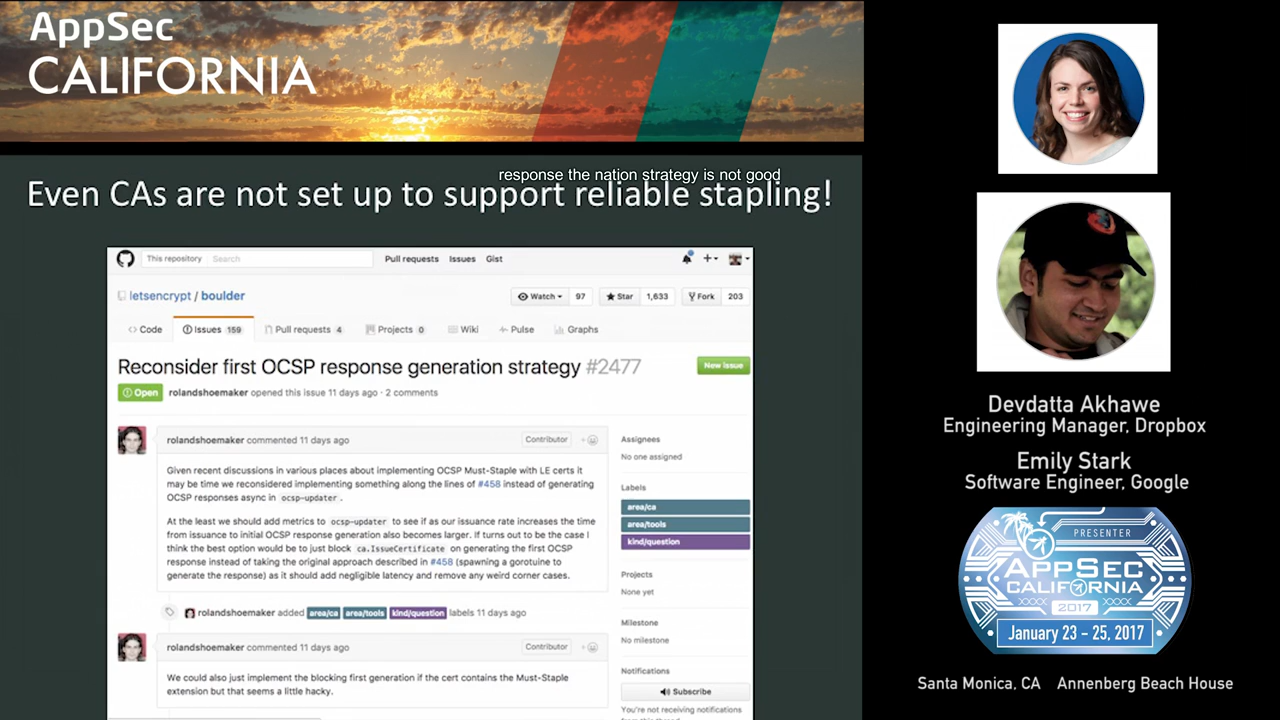 AppSec
CALIFORNIA
response the nation strategy is not good
Even CAs are not set up to support reliable stapling!
This repository Search
Pull requests Issues Gist
letsencrypt / boulder
Watch 97 Star 1,633 Fork 203
Code Issues 159 Pull requests 4 Projects 0 Wiki Pulse Graphs
Reconsider first OCSP response generation strategy #2477
New issue
Open rolandshoemaker opened this issue 11 days ago · 2 comments
rolandshoemaker commented 11 days ago
Contributor
Given recent discussions in various places about implementing OCSP Must-Staple with LE certs it
may be time we reconsidered implementing something along the lines of #458 instead of generating
OCSP responses async in ocsp-updater.
At the least we should add metrics to ocsp-updater to see if as our issuance rate increases the time
from issuance to initial OCSP response generation also becomes larger. If turns out to be the case I
think the best option would be to just block ca.IssueCertificate on generating the first OCSP
response instead of taking the original approach described in #458 (spawning a gorotuine to
generate the response) as it should add negligible latency and remove any weird corner cases.
rolandshoemaker added area/ca area/tools kind/question labels 11 days ago
rolandshoemaker commented 11 days ago
Contributor
We could also just implement the blocking first generation if the cert contains the Must-Staple
extension but that seems a little hacky.
Assignees
No one assigned
Labels
area/ca
area/tools
kind/question
Projects
None yet
Milestone
No milestone
Notifications
Subscribe
You're not receiving notifications
from this thread.
Devdatta Akhawe
Engineering Manager, Dropbox
Emily Stark
Software Engineer, Google
PRESENTER
APPSEC
CALIFORNIA
2017
January 23 - 25, 2017
Santa Monica, CA Annenberg Beach House